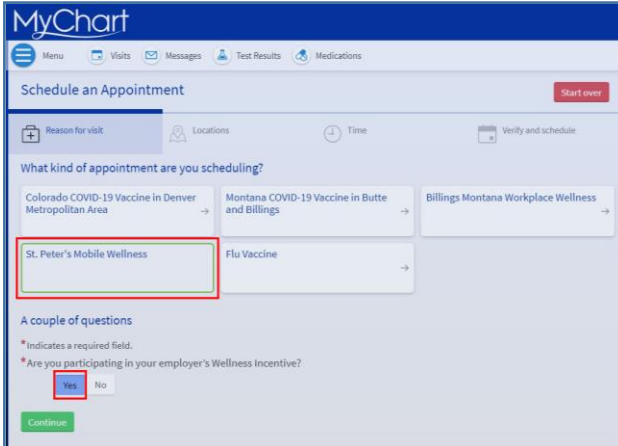 MyChart
Menu Visits Messages Test Results Medications
Schedule an Appointment
Start over
Reason for visit Locations Time Verify and schedule
What kind of appointment are you scheduling?
Colorado COVID-19 Vaccine in Denver
Metropolitan Area
Montana COVID-19 Vaccine in Butte
and Billings
Billings Montana Workplace Wellness
St. Peter's Mobile Wellness
Flu Vaccine
A couple of questions
*Indicates a required field.
*Are you participating in your employer's Wellness Incentive?
Yes No
Continue